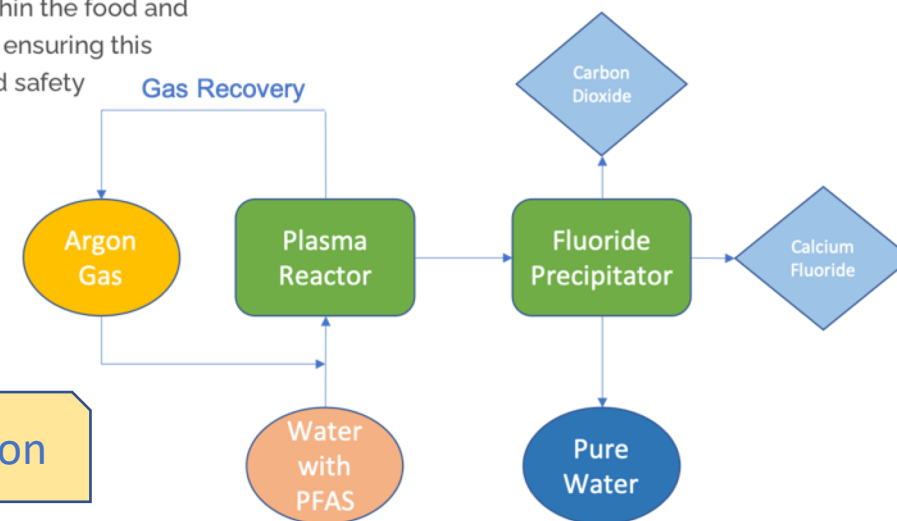 thin the food and
ensuring this
d safety
Gas Recovery
Carbon
Dioxide
Argon
Gas
Plasma
Reactor
Fluoride
Precipitator
Calcium
Fluoride
on
Water
with
PFAS
Pure
Water